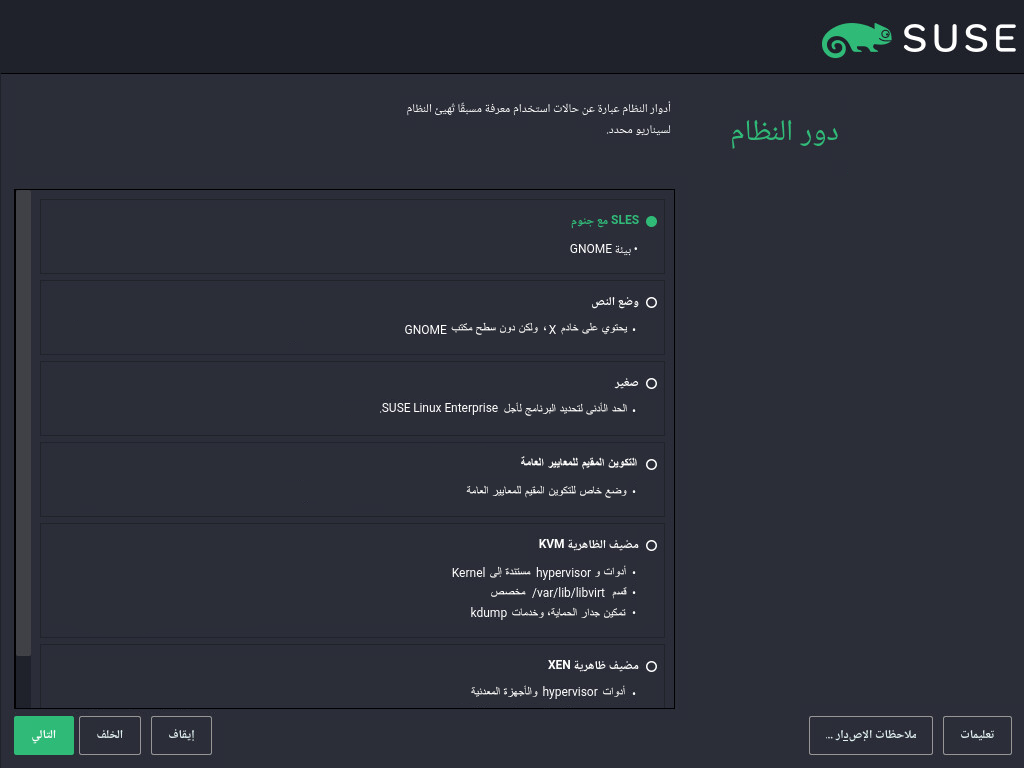 SUSE
دور النظام
أدوار النظام عبارة عن حالات استخدام معرفة مسبقًا تُهيئ النظام
لسيناريو محدد.
SLES مع جنوم
• بيئة GNOME
وضع النص
• يحتوي على خادم X، ولكن دون سطح مكتب GNOME
صغير
• الحد الأدنى لتحديد البرنامج لأجل SUSE Linux Enterprise.
التكوين المقيم للمعايير العامة
• وضع خاص للتكوين المقيم للمعايير العامة
مضيف الظاهرية KVM
• أدوات و hypervisor مستندة إلى Kernel
• قسم /var/lib/libvirt مخصص
• تمكين جدار الحماية، وخدمات kdump
مضيف ظاهرية XEN
• أدوات hypervisor والأجهزة المعدنية
تعليمات
ملاحظات الإصدار ...
إيقاف
الخلف
التالي